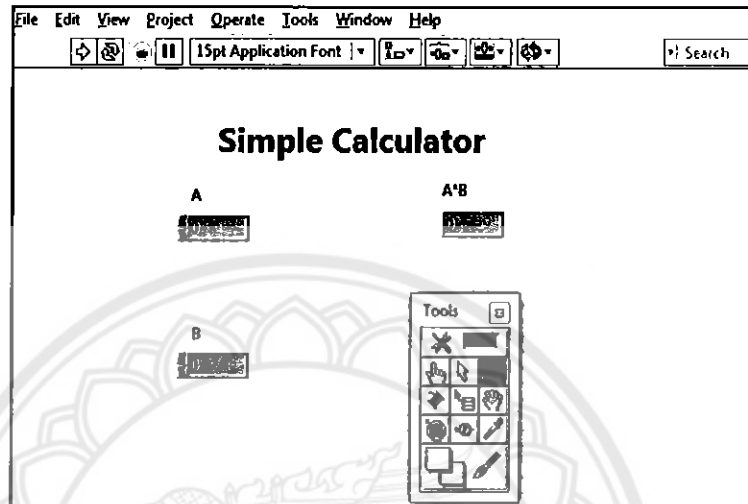 File Edit View Project Operate Tools Window Help
15pt Application Font Search
Simple Calculator
A A*B
Tools
B